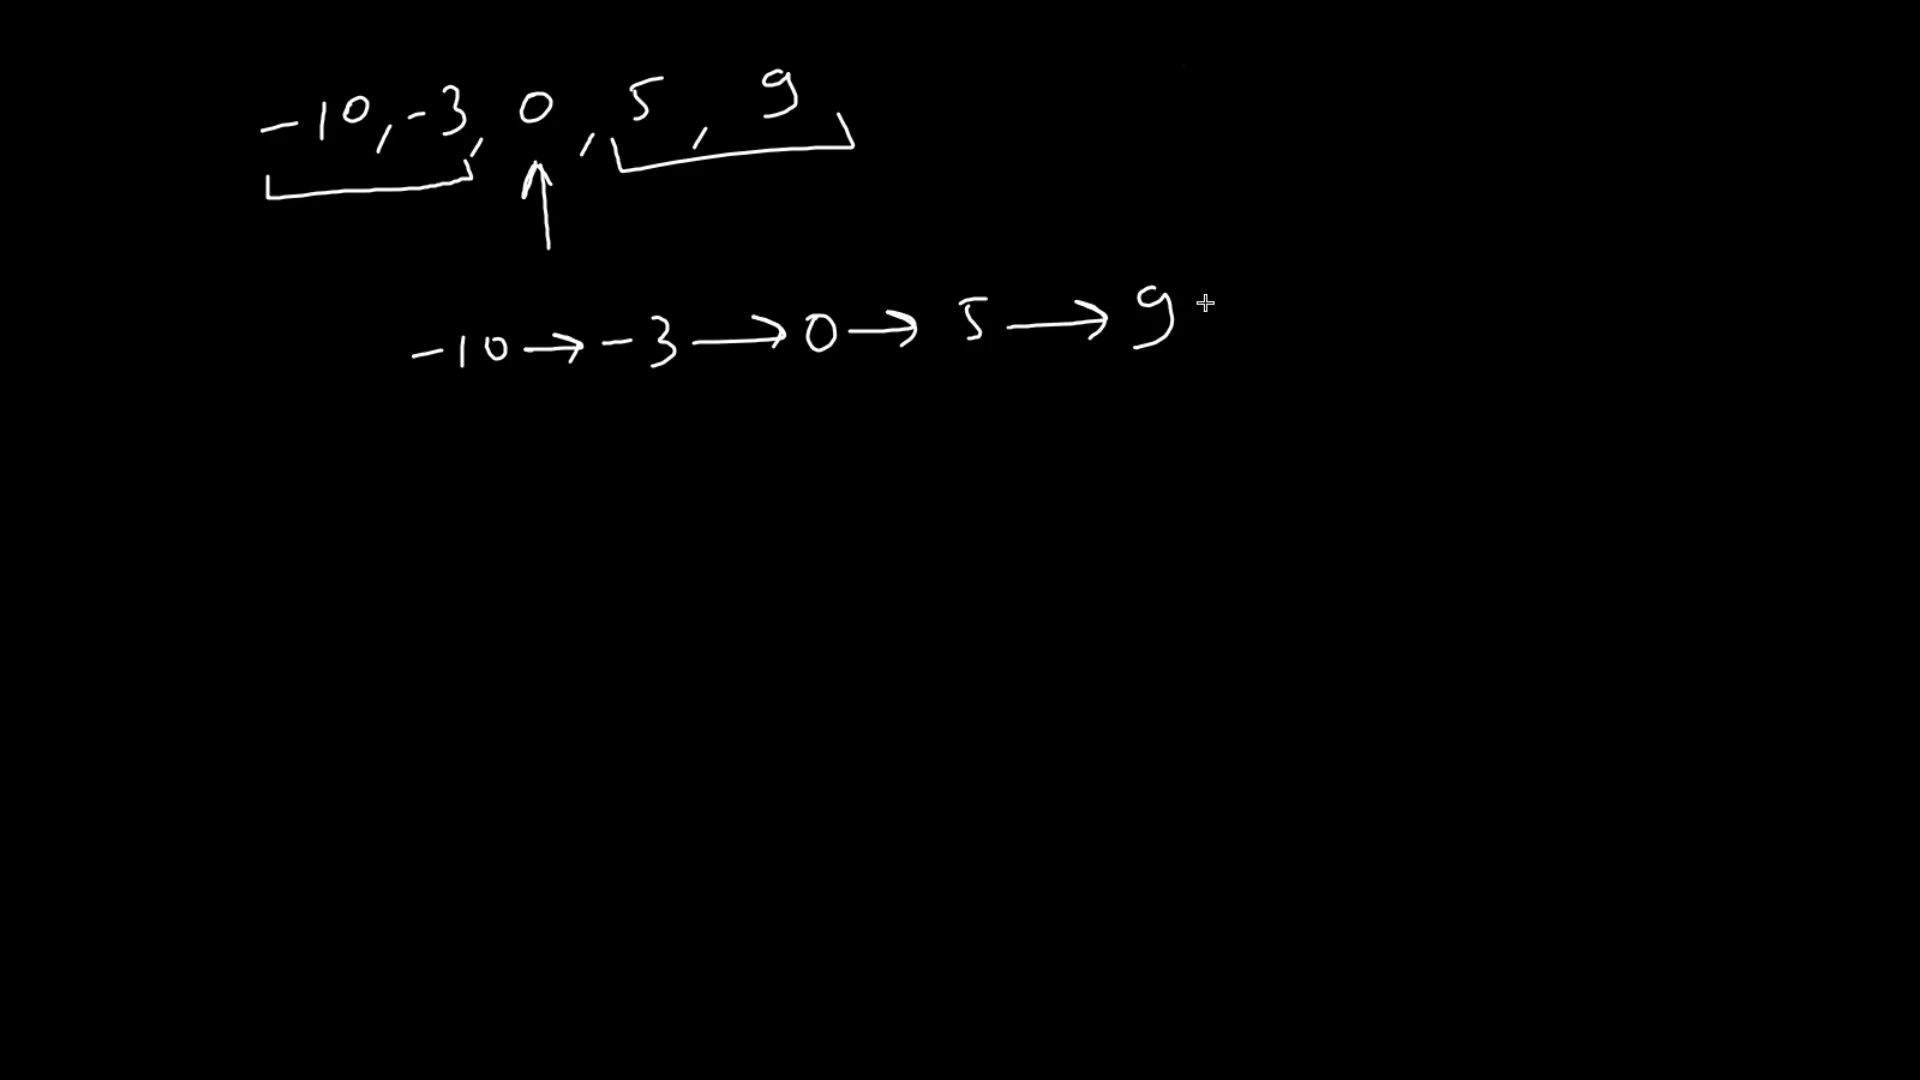 -10, -3, 0, 5, 9
-10 → -3 → 0 → 5 → 9